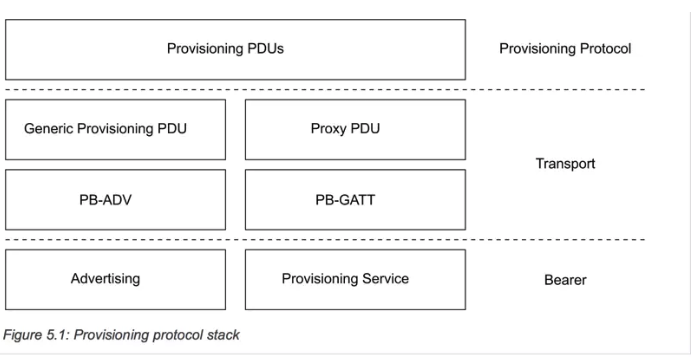 Provisioning PDUs
Provisioning Protocol
Generic Provisioning PDU
Proxy PDU
Transport
PB-ADV
PB-GATT
Advertising
Provisioning Service
Bearer
Figure 5.1: Provisioning protocol stack